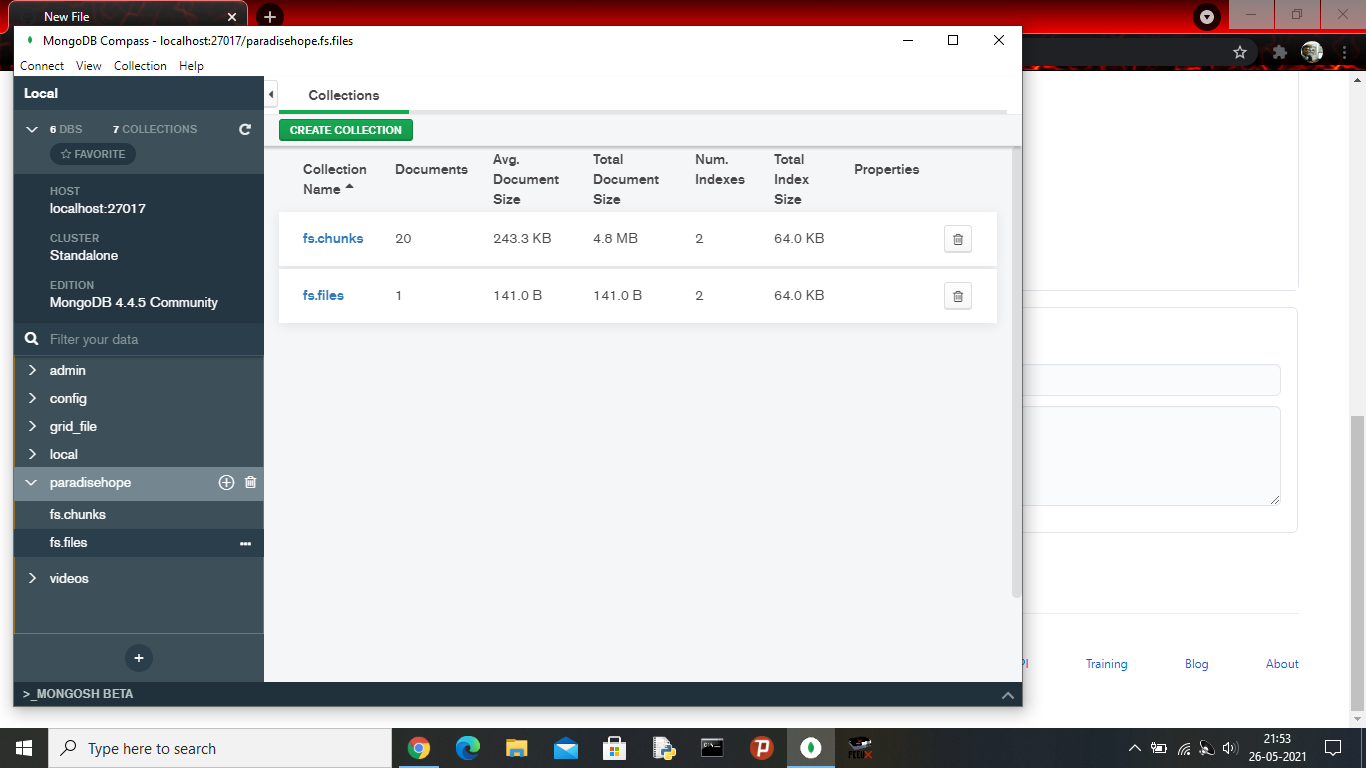 New File
MongoDB Compass - localhost:27017/paradisehope.fs.files
Connect View Collection Help
Local
6 DBS 7 COLLECTIONS
FAVORITE
HOST
localhost:27017
CLUSTER
Standalone
EDITION
MongoDB 4.4.5 Community
Filter your data
admin
config
grid_file
local
paradisehope
fs.chunks
fs.files
videos
>_MONGOSH BETA
Collections
CREATE COLLECTION
Collection Name Documents Avg. Document Size Total Document Size Num. Indexes Total Index Size Properties
fs.chunks 20 243.3 KB 4.8 MB 2 64.0 KB
fs.files 1 141.0 B 141.0 B 2 64.0 KB
Training Blog About
Type here to search
21:53
26-05-2021